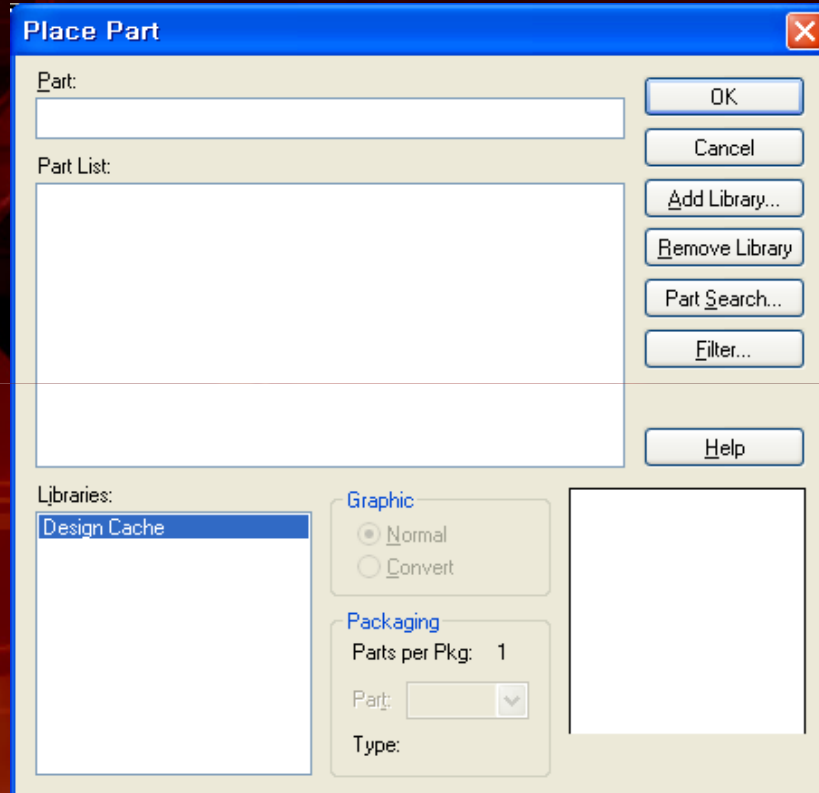 Place Part
Part:
OK
Cancel
Part List:
Add Library...
Remove Library
Part Search...
Filter...
Help
Libraries:
Design Cache
Graphic
Normal
Convert
Packaging
Parts per Pkg: 1
Part:
Type: